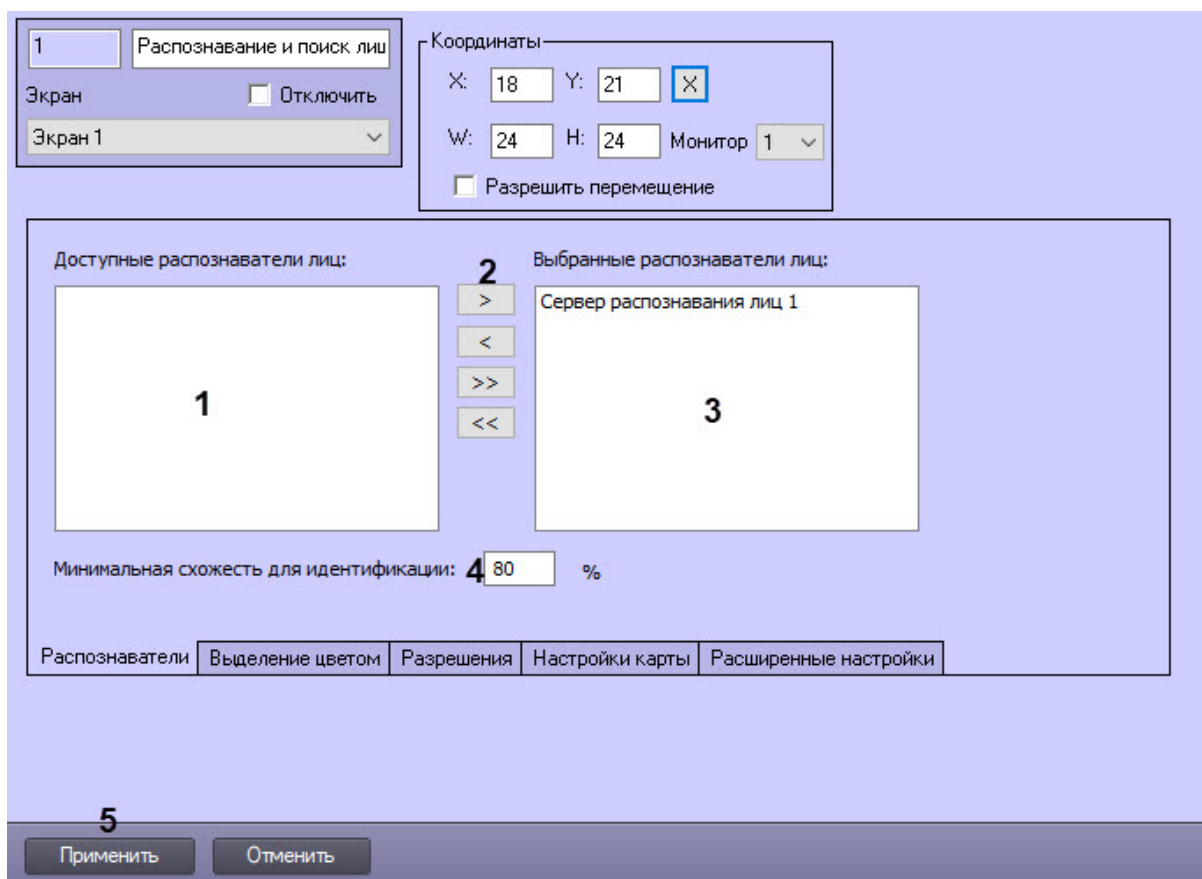 1 Распознавание и поиск лиц
Экран Отключить
Экран 1
Координаты
X: 18 Y: 21 X
W: 24 H: 24 Монитор 1
Разрешить перемещение
Доступные распознаватели лиц:
1
2
>
<
>>
<<
Выбранные распознаватели лиц:
Сервер распознавания лиц 1
3
Минимальная схожесть для идентификации: 4 80 %
Распознаватели Выделение цветом Разрешения Настройки карты Расширенные настройки
5
Применить Отменить